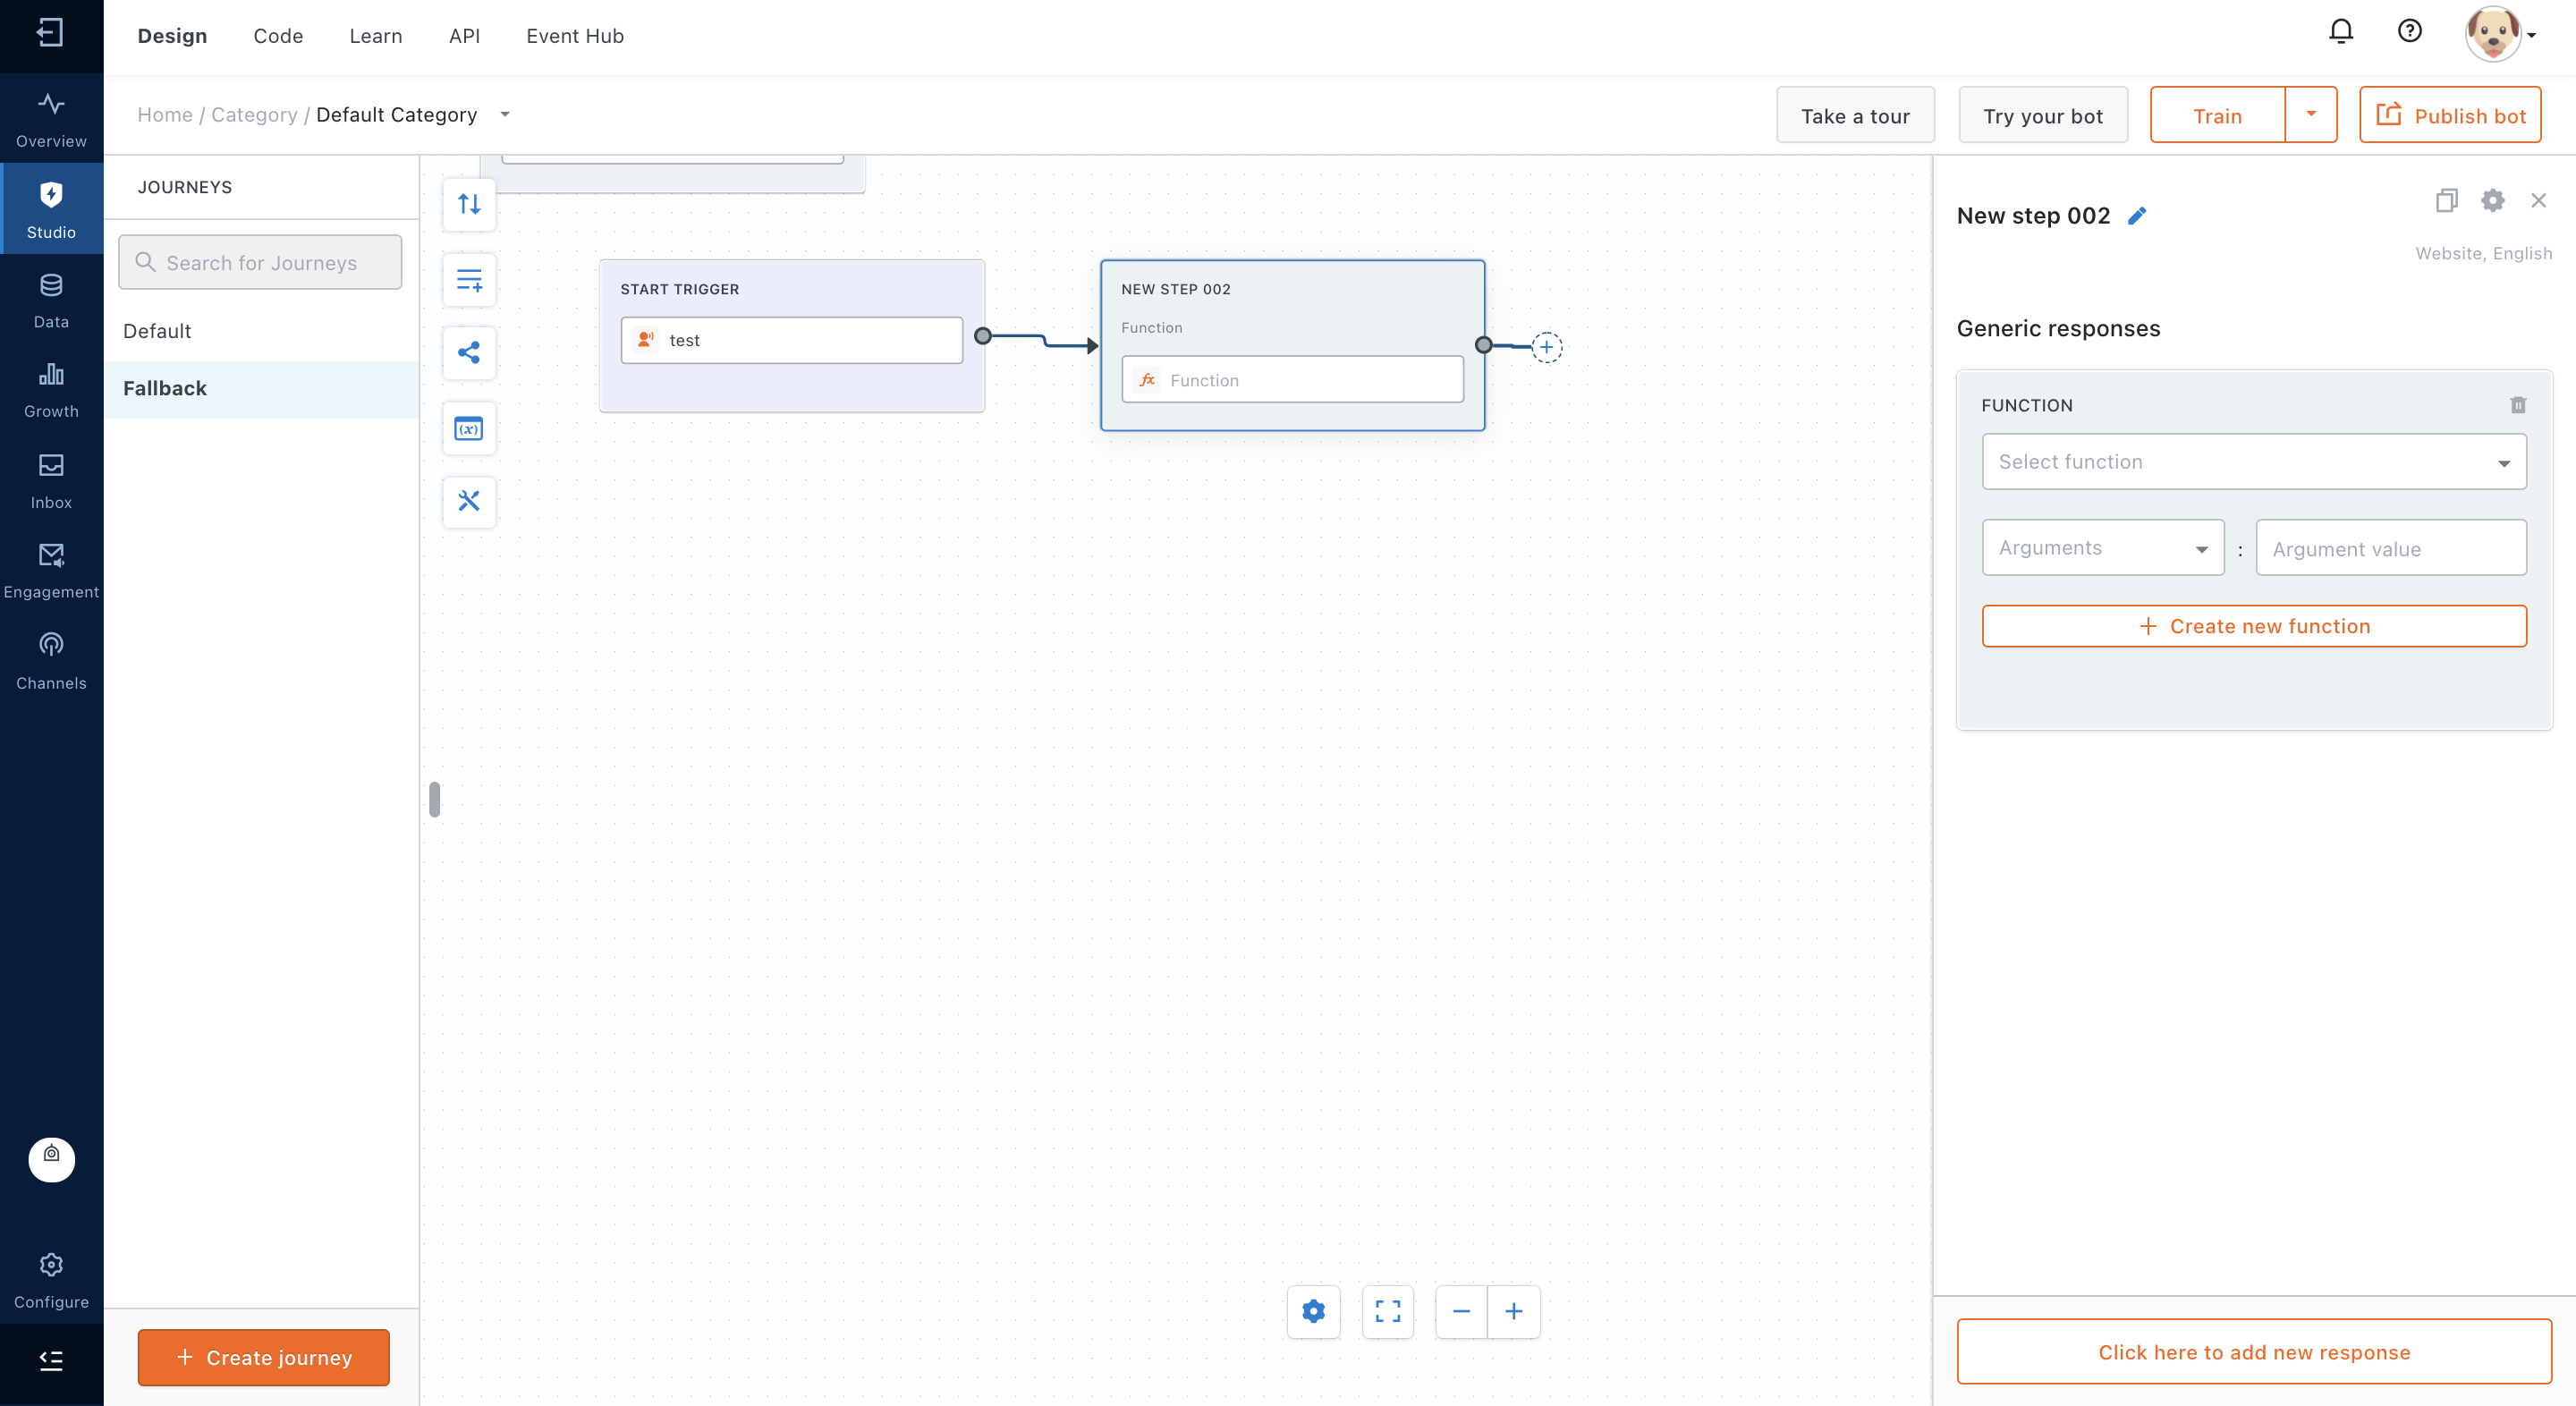 Design Code Learn API Event Hub
Home / Category / Default Category
Take a tour
Try your bot
Train
Publish bot
Overview
Studio
Data
Growth
Inbox
Engagement
Channels
Configure
JOURNEYS
Search for Journeys
Default
Fallback
+ Create journey
START TRIGGER
test
NEW STEP 002
Function
fx Function
(x)
New step 002
Website, English
Generic responses
FUNCTION
Select function
Arguments : Argument value
+ Create new function
Click here to add new response